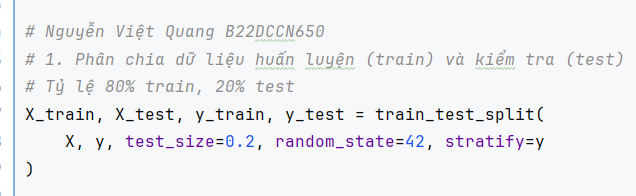 # Nguyễn Việt Quang B22DCCN650
# 1. Phân chia dữ liệu huấn luyện (train) và kiểm tra (test)
# Tỷ lệ 80% train, 20% test
X_train, X_test, y_train, y_test = train_test_split(
    X, y, test_size=0.2, random_state=42, stratify=y
)